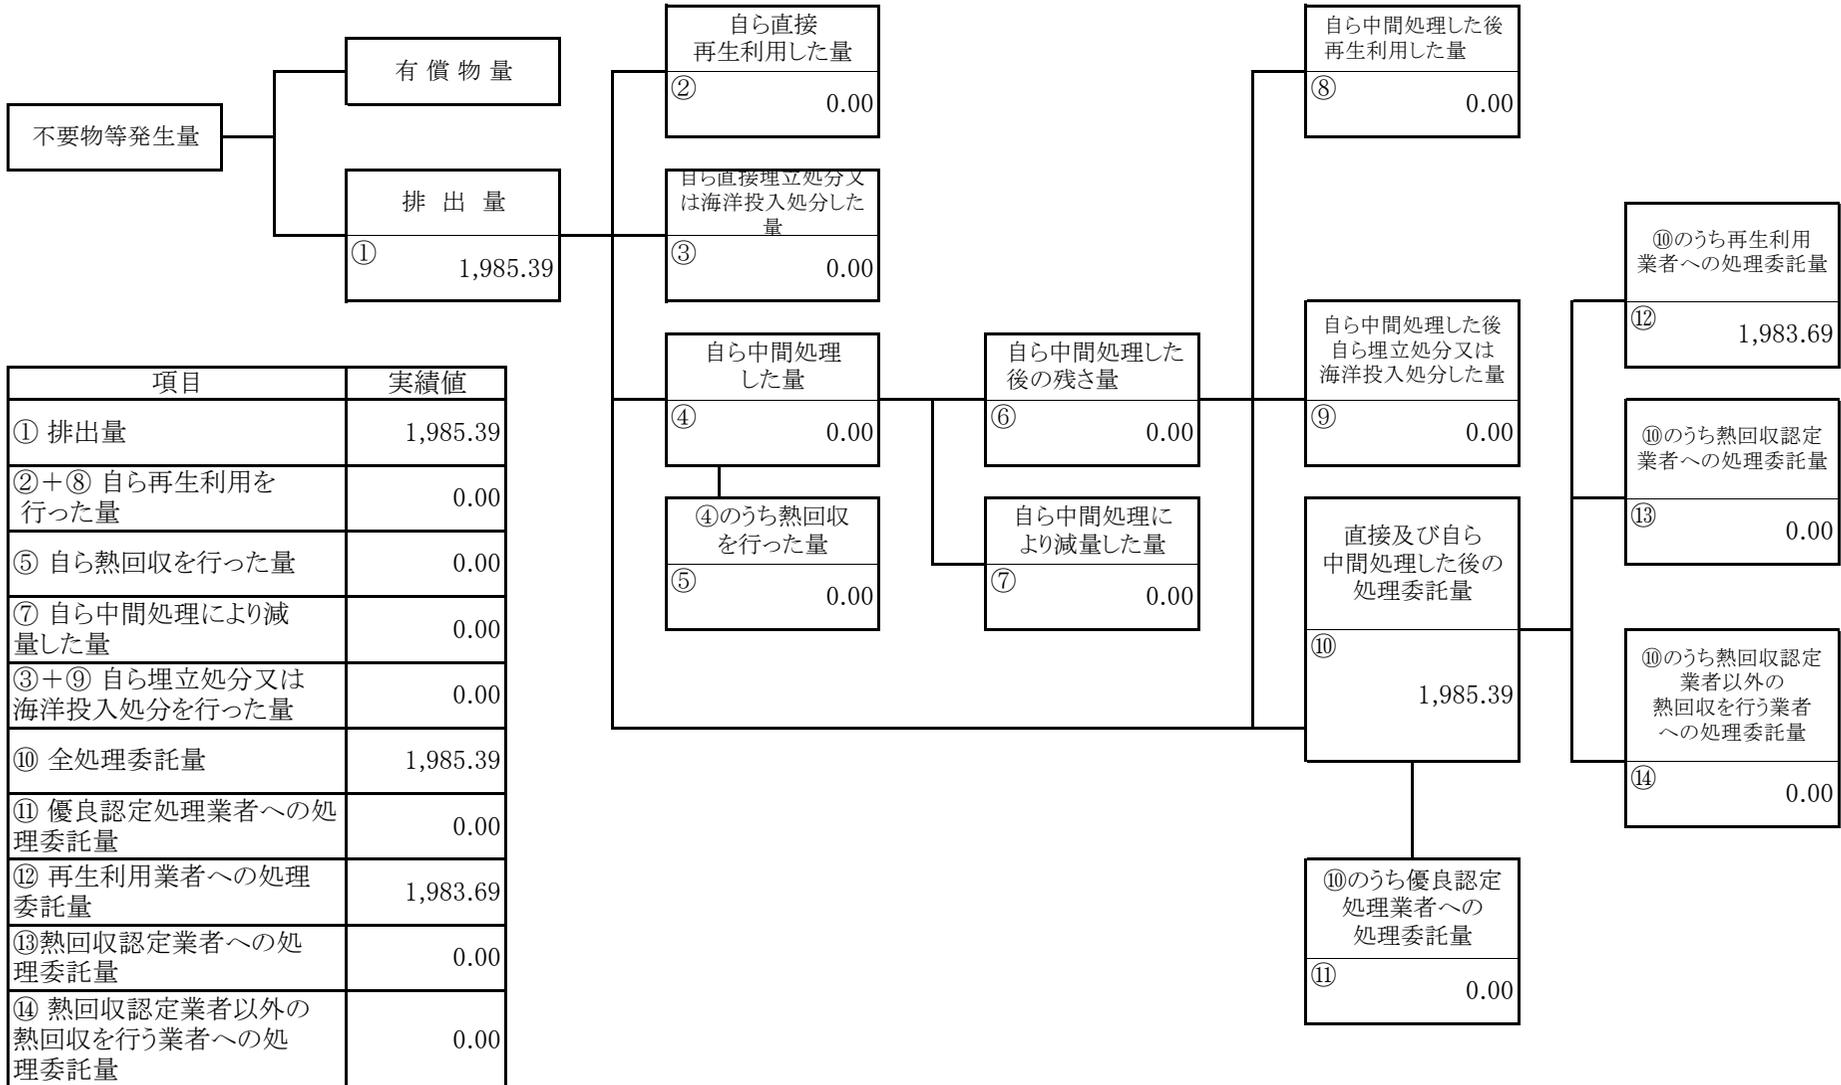 不要物等発生量
有 償 物 量
排 出 量
①
1,985.39
自ら直接
再生利用した量
②
0.00
自ら直接埋立処分又
は海洋投入処分した
量
③
0.00
自ら中間処理
した量
④
0.00
④のうち熱回収
を行った量
⑤
0.00
自ら中間処理した
後の残さ量
⑥
0.00
自ら中間処理に
より減量した量
⑦
0.00
自ら中間処理した後
再生利用した量
⑧
0.00
自ら中間処理した後
自ら埋立処分又は
海洋投入処分した量
⑨
0.00
直接及び自ら
中間処理した後の
処理委託量
⑩
1,985.39
⑩のうち優良認定
処理業者への
処理委託量
⑪
0.00
⑩のうち再生利用
業者への処理委託量
⑫
1,983.69
⑩のうち熱回収認定
業者への処理委託量
⑬
0.00
⑩のうち熱回収認定
業者以外の
熱回収を行う業者
への処理委託量
⑭
0.00
項目 実績値
① 排出量 1,985.39
②＋⑧ 自ら再生利用を
行った量
0.00
⑤ 自ら熱回収を行った量 0.00
⑦ 自ら中間処理により減
量した量
0.00
③＋⑨ 自ら埋立処分又は
海洋投入処分を行った量
0.00
⑩ 全処理委託量 1,985.39
⑪ 優良認定処理業者への処
理委託量
0.00
⑫ 再生利用業者への処理
委託量
1,983.69
⑬熱回収認定業者への処
理委託量
0.00
⑭ 熱回収認定業者以外の
熱回収を行う業者への処
理委託量
0.00